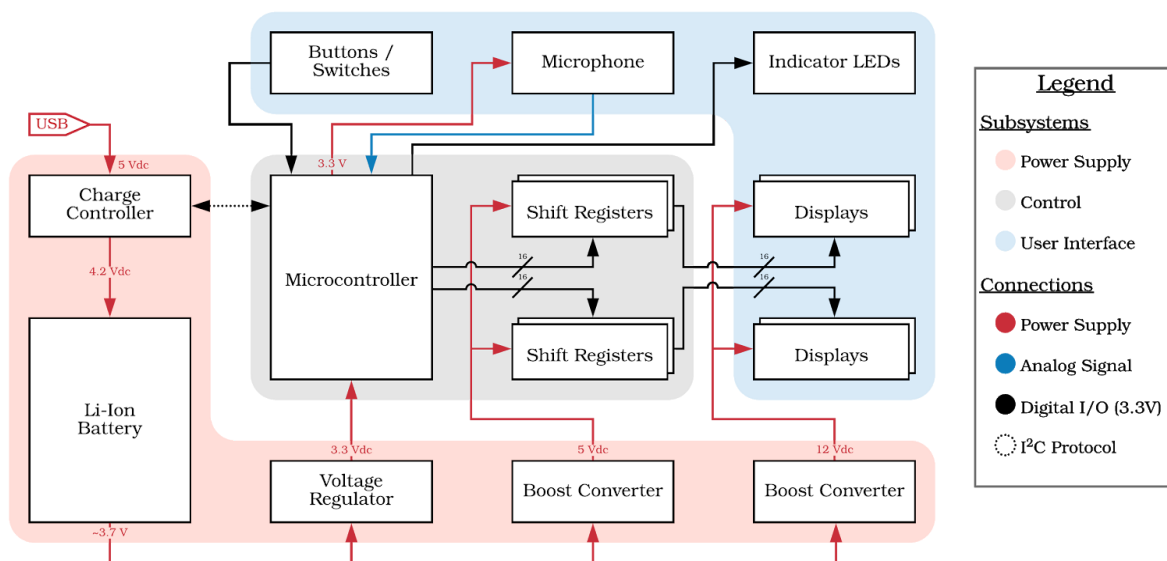 Buttons /
Switches
Microphone
Indicator LEDs
USB
5 Vdc
3.3 V
Charge
Controller
Shift Registers
Displays
4.2 Vdc
Microcontroller
16
16
16
16
Shift Registers
Displays
Li-Ion
Battery
3.3 Vdc
5 Vdc
12 Vdc
Voltage
Regulator
Boost Converter
Boost Converter
~3.7 V
Legend
Subsystems
Power Supply
Control
User Interface
Connections
Power Supply
Analog Signal
Digital I/O (3.3V)
I²C Protocol